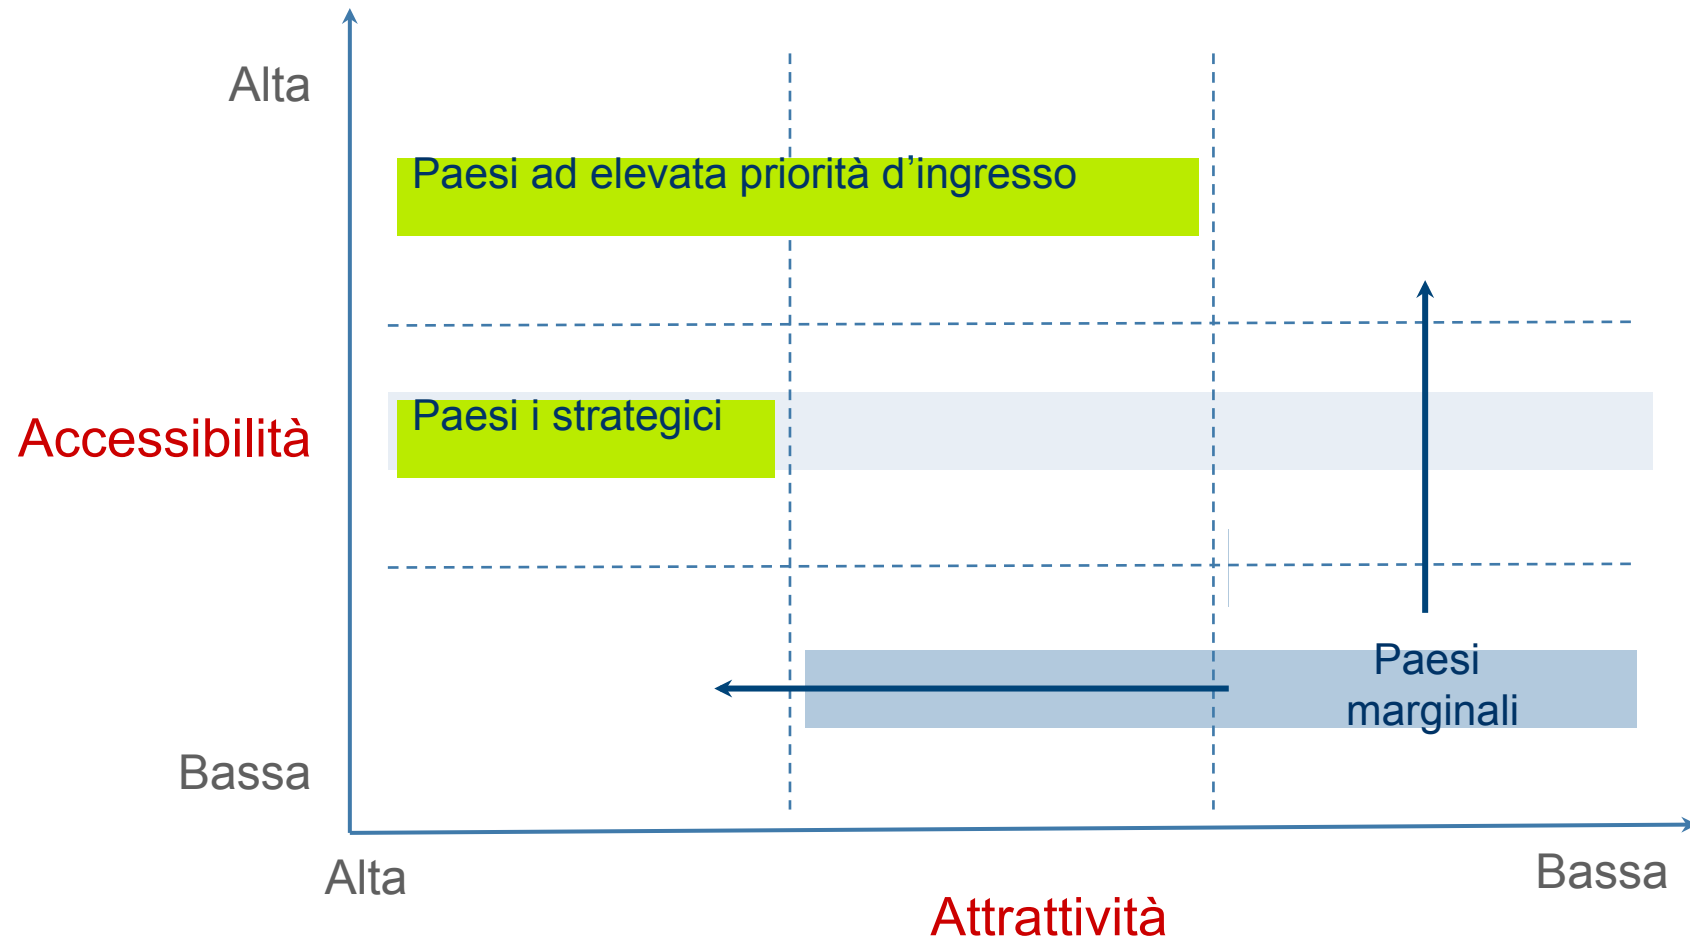 Alta
Paesi ad elevata priorità d’ingresso
Paesi i strategici
Accessibilità
Paesi
marginali
Bassa
Alta
Bassa
Attrattività